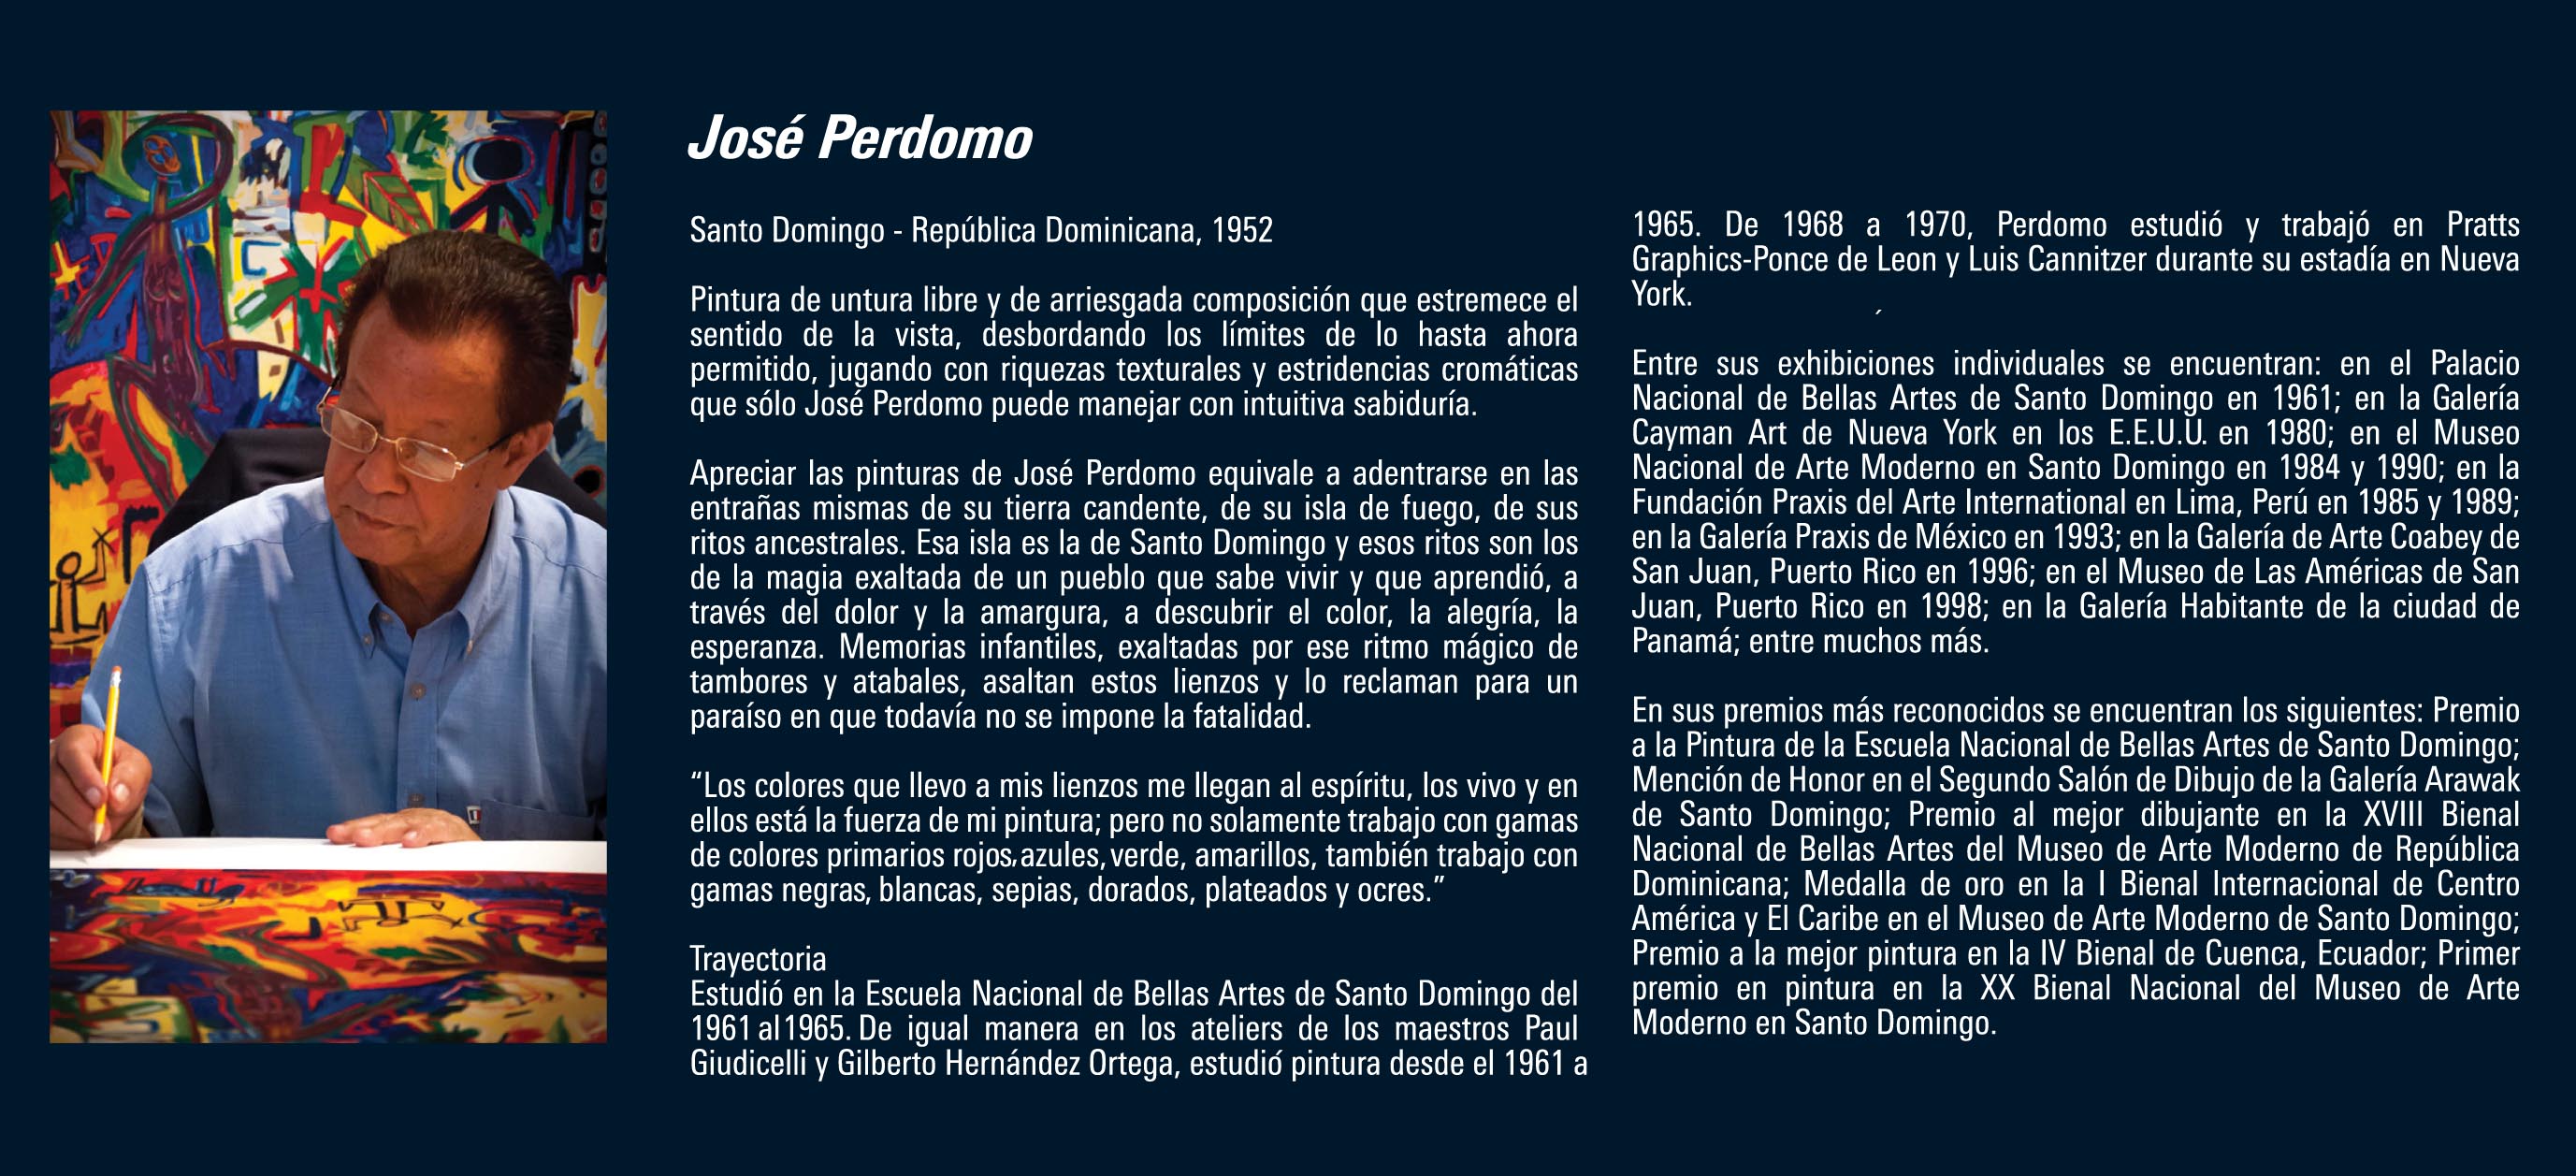 José Perdomo
Santo Domingo - República Dominicana, 1952
Pintura de untura libre y de arriesgada composición que estremece el
sentido de la vista, desbordando los límites de lo hasta ahora
permitido, jugando con riquezas texturales y estridencias cromáticas
que sólo José Perdomo puede manejar con intuitiva sabiduría.
Apreciar las pinturas de José Perdomo equivale a adentrarse en las
entrañas mismas de su tierra candente, de su isla de fuego, de sus
ritos ancestrales. Esa isla es la de Santo Domingo y esos ritos son los
de la magia exaltada de un pueblo que sabe vivir y que aprendió, a
través del dolor y la amargura, a descubrir el color, la alegría, la
esperanza. Memorias infantiles, exaltadas por ese ritmo mágico de
tambores y atabales, asaltan estos lienzos y lo reclaman para un
paraíso en que todavía no se impone la fatalidad.
“Los colores que llevo a mis lienzos me llegan al espíritu, los vivo y en
ellos está la fuerza de mi pintura; pero no solamente trabajo con gamas
de colores primarios rojos, azules, verde, amarillos, también trabajo con
gamas negras, blancas, sepias, dorados, plateados y ocres.”
Trayectoria
Estudió en la Escuela Nacional de Bellas Artes de Santo Domingo del
1961 al 1965. De igual manera en los ateliers de los maestros Paul
Giudicelli y Gilberto Hernández Ortega, estudió pintura desde el 1961 a
1965. De 1968 a 1970, Perdomo estudió y trabajó en Pratts
Graphics-Ponce de Leon y Luis Cannitzer durante su estadía en Nueva
York.
Entre sus exhibiciones individuales se encuentran: en el Palacio
Nacional de Bellas Artes de Santo Domingo en 1961; en la Galería
Cayman Art de Nueva York en los E.E.U.U. en 1980; en el Museo
Nacional de Arte Moderno en Santo Domingo en 1984 y 1990; en la
Fundación Praxis del Arte International en Lima, Perú en 1985 y 1989;
en la Galería Praxis de México en 1993; en la Galería de Arte Coabey de
San Juan, Puerto Rico en 1996; en el Museo de Las Américas de San
Juan, Puerto Rico en 1998; en la Galería Habitante de la ciudad de
Panamá; entre muchos más.
En sus premios más reconocidos se encuentran los siguientes: Premio
a la Pintura de la Escuela Nacional de Bellas Artes de Santo Domingo;
Mención de Honor en el Segundo Salón de Dibujo de la Galería Arawak
de Santo Domingo; Premio al mejor dibujante en la XVIII Bienal
Nacional de Bellas Artes del Museo de Arte Moderno de República
Dominicana; Medalla de oro en la I Bienal Internacional de Centro
América y El Caribe en el Museo de Arte Moderno de Santo Domingo;
Premio a la mejor pintura en la IV Bienal de Cuenca, Ecuador; Primer
premio en pintura en la XX Bienal Nacional del Museo de Arte
Moderno en Santo Domingo.